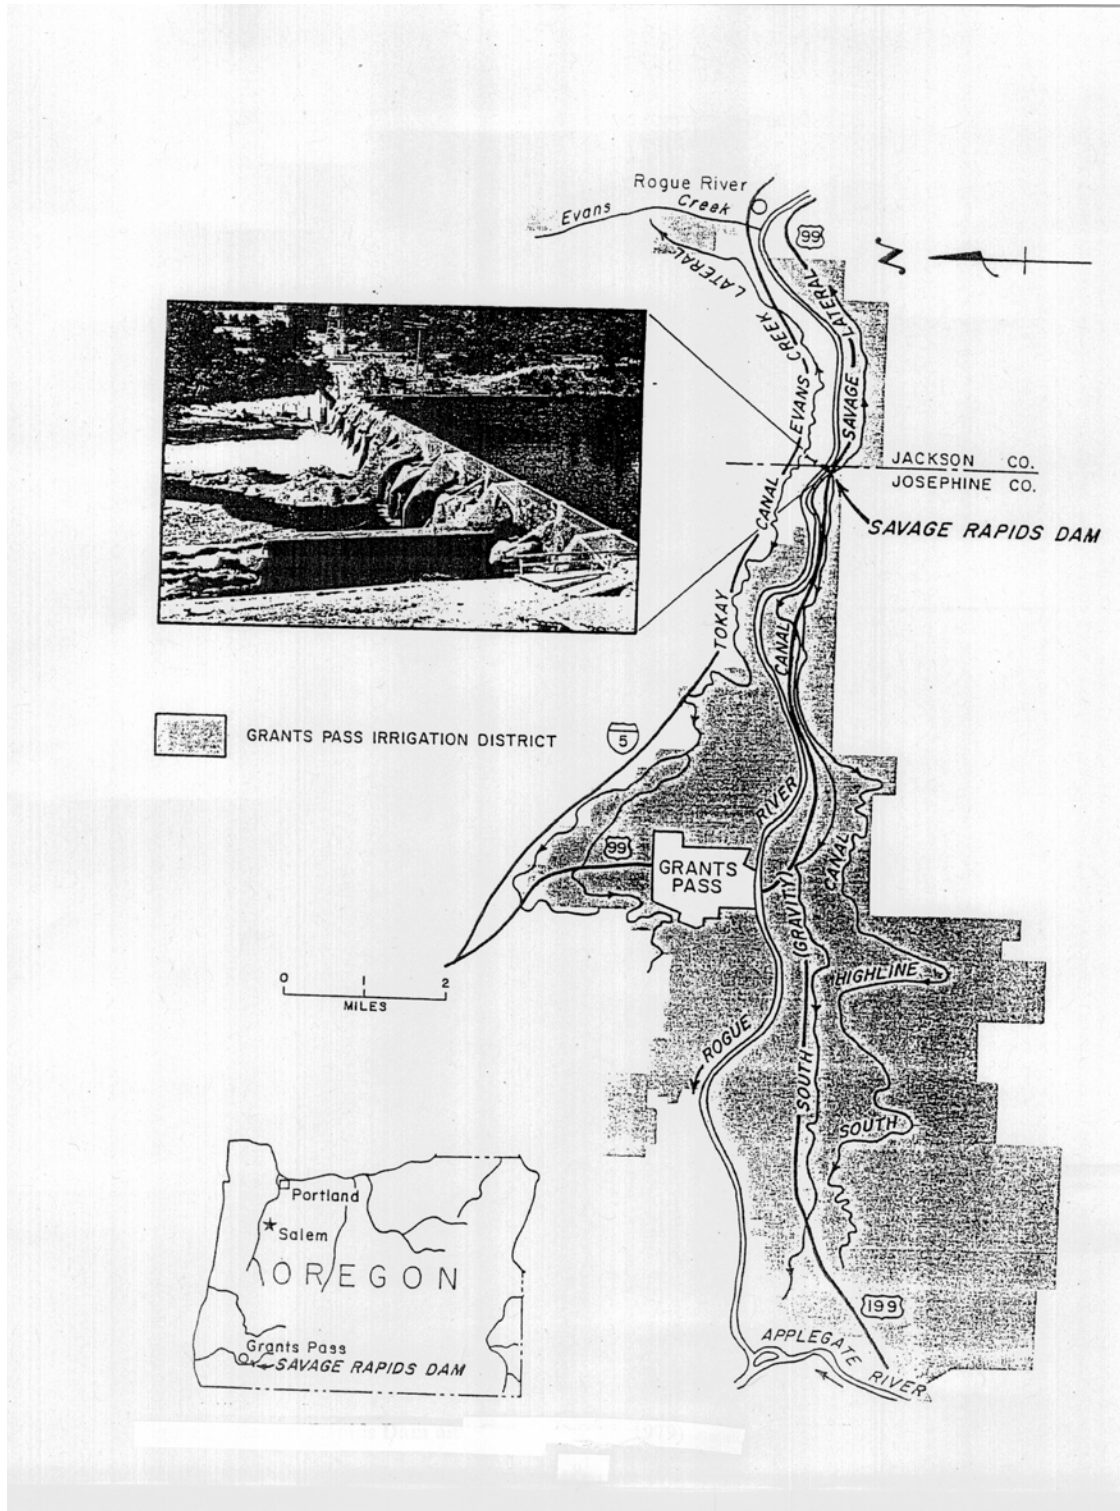 Rogue River
Evans Creek
99
N
LATERAL
CREEK
EVANS
SAVAGE LATERAL
JACKSON CO.
JOSEPHINE CO.
SAVAGE RAPIDS DAM
CANAL
TOKAY
CANAL
GRANTS PASS IRRIGATION DISTRICT
5
RIVER
99
GRANTS
PASS
CANAL
(GRAVITY)
HIGHLINE
0 2
MILES
ROGUE
SOUTH
SOUTH
Portland
Salem
OREGON
Grants Pass
SAVAGE RAPIDS DAM
199
APPLEGATE
RIVER